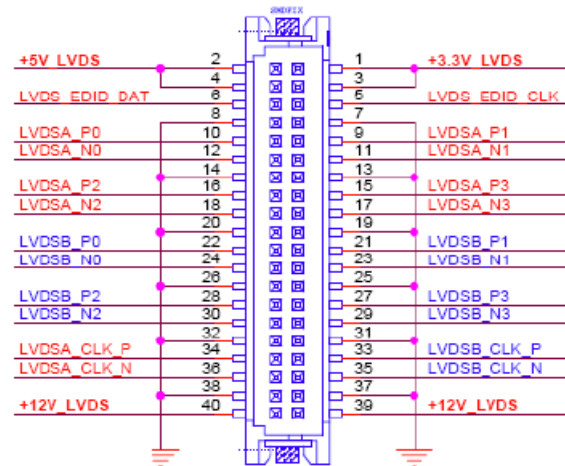 SMDFIX
+5V_LVDS 2 1 +3.3V_LVDS
4 3
LVDS_EDID_DAT 6 5 LVDS_EDID_CLK
8 7
LVDSA_P0 10 9 LVDSA_P1
LVDSA_N0 12 11 LVDSA_N1
14 13
LVDSA_P2 16 15 LVDSA_P3
LVDSA_N2 18 17 LVDSA_N3
20 19
LVDSB_P0 22 21 LVDSB_P1
LVDSB_N0 24 23 LVDSB_N1
26 25
LVDSB_P2 28 27 LVDSB_P3
LVDSB_N2 30 29 LVDSB_N3
32 31
LVDSA_CLK_P 34 33 LVDSB_CLK_P
LVDSA_CLK_N 36 35 LVDSB_CLK_N
38 37
+12V_LVDS 40 39 +12V_LVDS